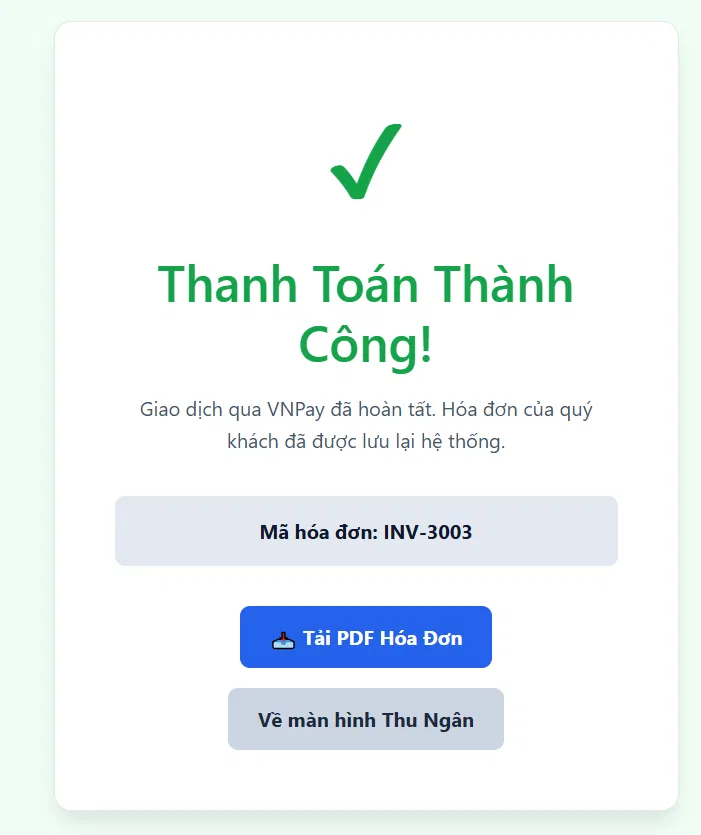 Thanh Toán Thành
Công!
Giao dịch qua VNPay đã hoàn tất. Hóa đơn của quý
khách đã được lưu lại hệ thống.
Mã hóa đơn: INV-3003
Tải PDF Hóa Đơn
Về màn hình Thu Ngân